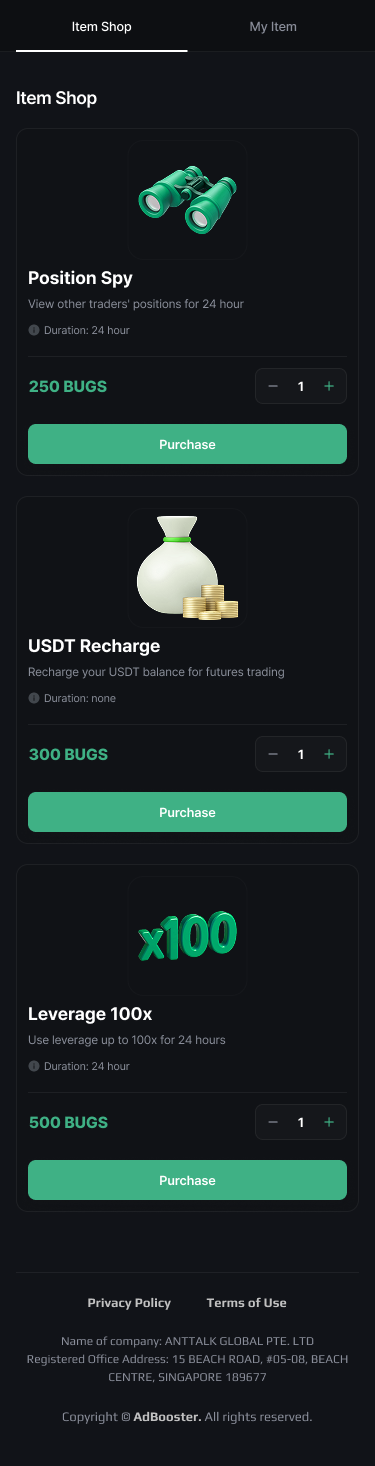 Item Shop
My Item
Item Shop
Position Spy
View other traders' positions for 24 hour
Duration: 24 hour
250 BUGS
− 1 +
Purchase
USDT Recharge
Recharge your USDT balance for futures trading
Duration: none
300 BUGS
− 1 +
Purchase
x100
Leverage 100x
Use leverage up to 100x for 24 hours
Duration: 24 hour
500 BUGS
− 1 +
Purchase
Privacy Policy
Terms of Use
Name of company: ANTTALK GLOBAL PTE. LTD
Registered Office Address: 15 BEACH ROAD, #05-08, BEACH
CENTRE, SINGAPORE 189677
Copyright © AdBooster. All rights reserved.